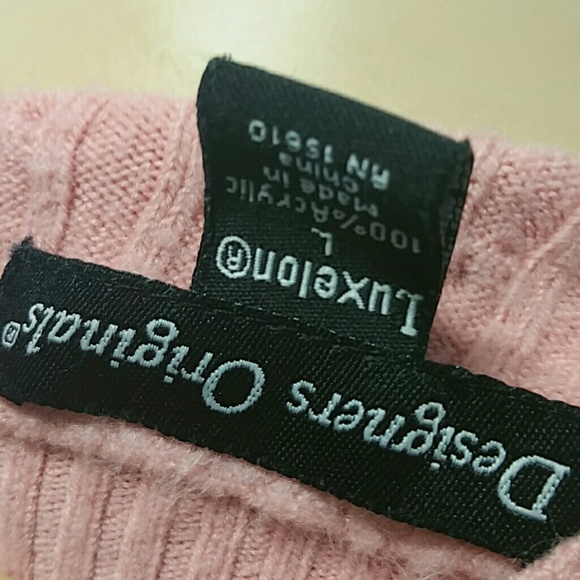 Designers Originals®
Luxelon®
L
100% Acrylic
Made in
China
RN 15610